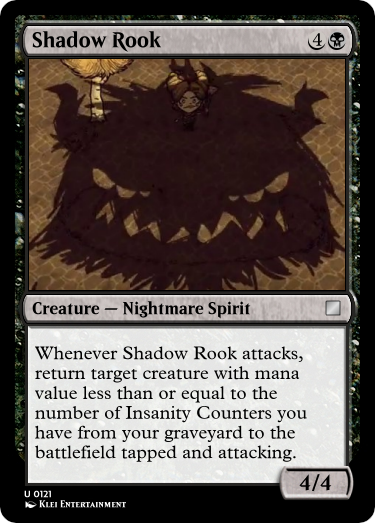 Shadow Rook 4
Creature — Nightmare Spirit
Whenever Shadow Rook attacks,
return target creature with mana
value less than or equal to the
number of Insanity Counters you
have from your graveyard to the
battlefield tapped and attacking.
4/4
U 0121
Klei Entertainment